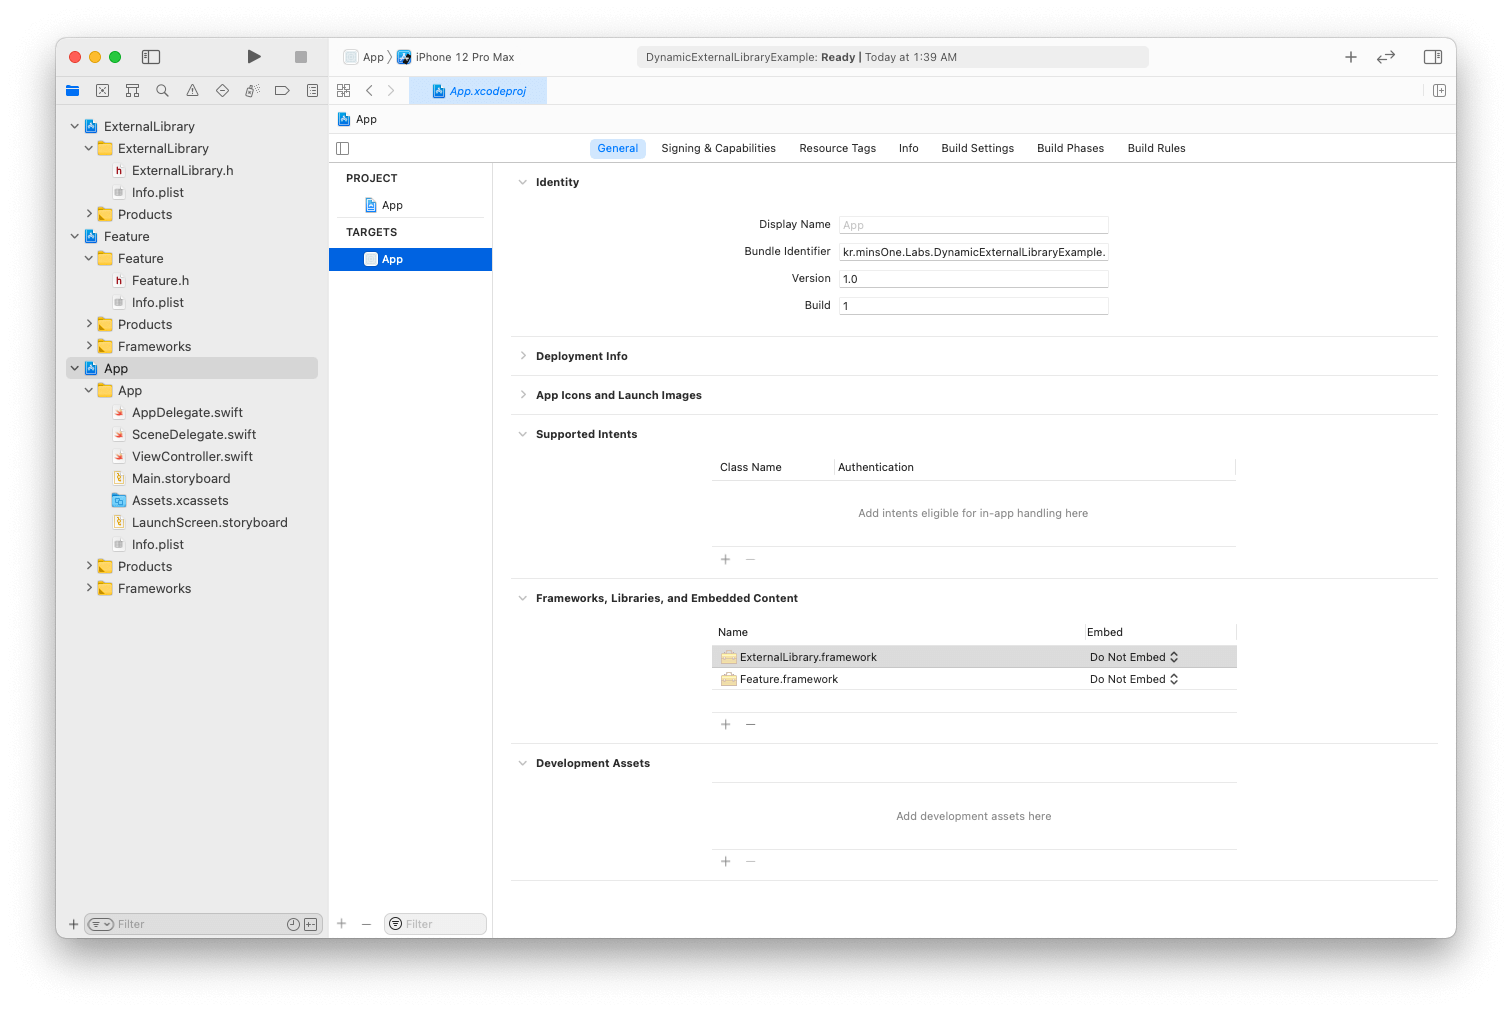 App
iPhone 12 Pro Max
DynamicExternalLibraryExample: Ready | Today at 1:39 AM
App.xcodeproj
App
ExternalLibrary
ExternalLibrary
h ExternalLibrary.h
Info.plist
Products
Feature
Feature
h Feature.h
Info.plist
Products
Frameworks
App
App
AppDelegate.swift
SceneDelegate.swift
ViewController.swift
Main.storyboard
Assets.xcassets
LaunchScreen.storyboard
Info.plist
Products
Frameworks
Filter
General Signing & Capabilities Resource Tags Info Build Settings Build Phases Build Rules
PROJECT
App
TARGETS
App
Filter
Identity
Display Name App
Bundle Identifier kr.minsOne.Labs.DynamicExternalLibraryExample.
Version 1.0
Build 1
Deployment Info
App Icons and Launch Images
Supported Intents
Class Name Authentication
Add intents eligible for in-app handling here
Frameworks, Libraries, and Embedded Content
Name Embed
ExternalLibrary.framework Do Not Embed
Feature.framework Do Not Embed
Development Assets
Add development assets here